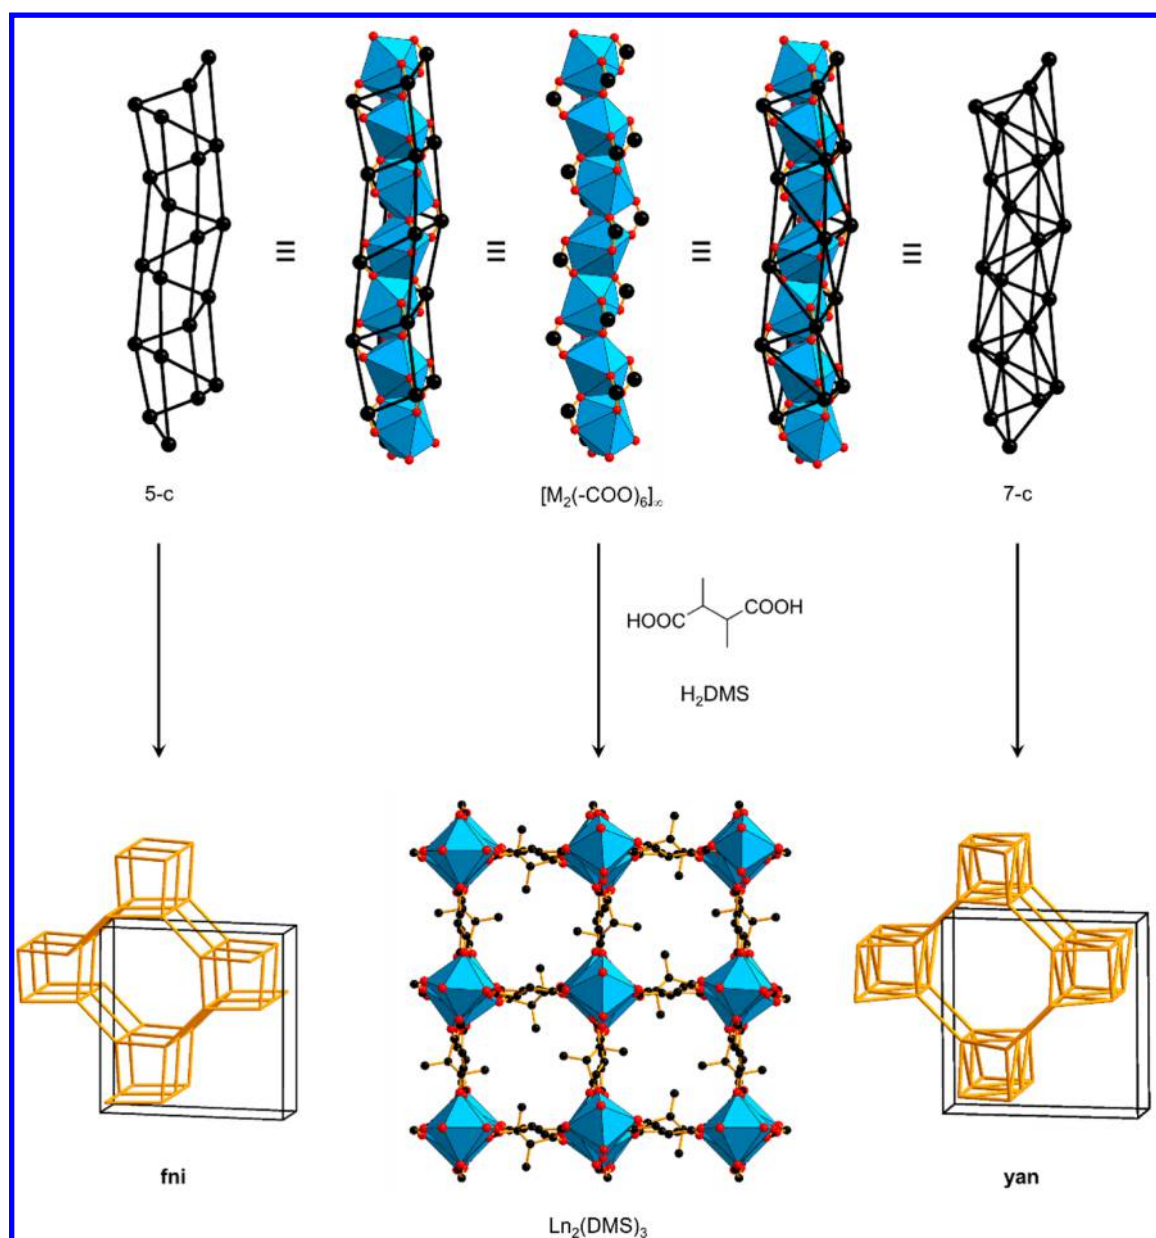 ≡ ≡ ≡ ≡
5-c [M₂(-COO)₆]∞ 7-c
HOOC COOH
H₂DMS
fni yan
Ln₂(DMS)₃